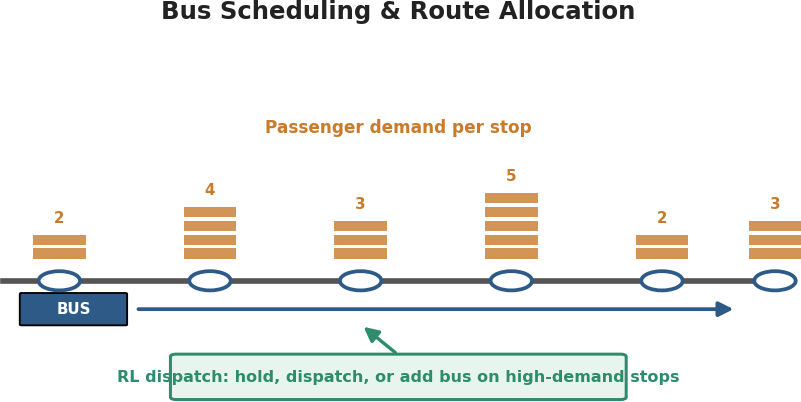 Bus Scheduling & Route Allocation
Passenger demand per stop
2 4 3 5 2 3
BUS
RL dispatch: hold, dispatch, or add bus on high-demand stops